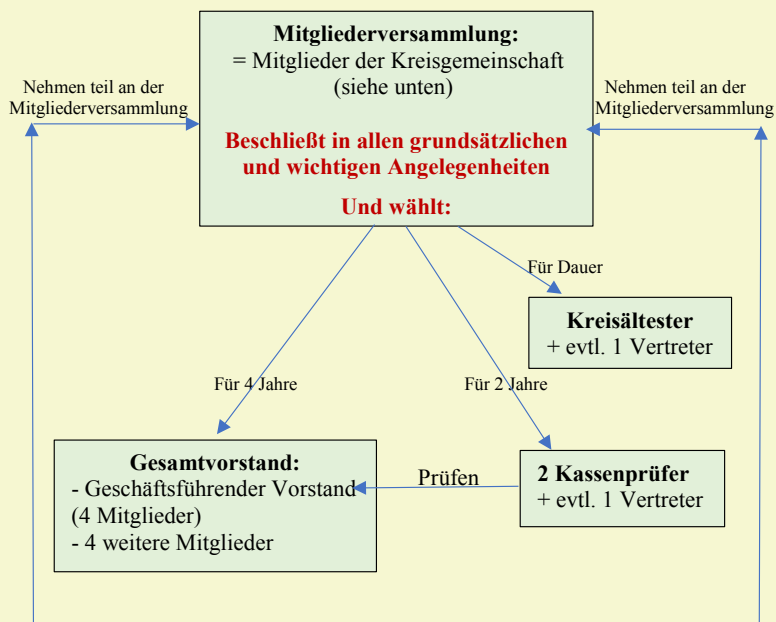 Mitgliederversammlung:
= Mitglieder der Kreisgemeinschaft
(siehe unten)
Beschließt in allen grundsätzlichen
und wichtigen Angelegenheiten
Und wählt:
Nehmen teil an der
Mitgliederversammlung
Nehmen teil an der
Mitgliederversammlung
Für Dauer
Kreisältester
+ evtl. 1 Vertreter
Für 4 Jahre
Für 2 Jahre
Gesamtvorstand:
- Geschäftsführender Vorstand
(4 Mitglieder)
- 4 weitere Mitglieder
Prüfen
2 Kassenprüfer
+ evtl. 1 Vertreter